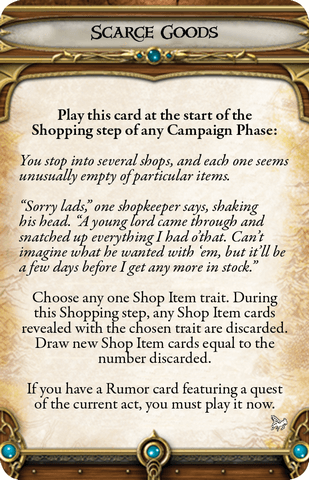 Scarce Goods
Play this card at the start of the
Shopping step of any Campaign Phase:
You stop into several shops, and each one seems
unusually empty of particular items.
“Sorry lads,” one shopkeeper says, shaking
his head. “A young lord came through and
snatched up everything I had o’that. Can’t
imagine what he wanted with ‘em, but it’ll be
a few days before I get any more in stock.”
Choose any one Shop Item trait. During
this Shopping step, any Shop Item cards
revealed with the chosen trait are discarded.
Draw new Shop Item cards equal to the
number discarded.
If you have a Rumor card featuring a quest
of the current act, you must play it now.